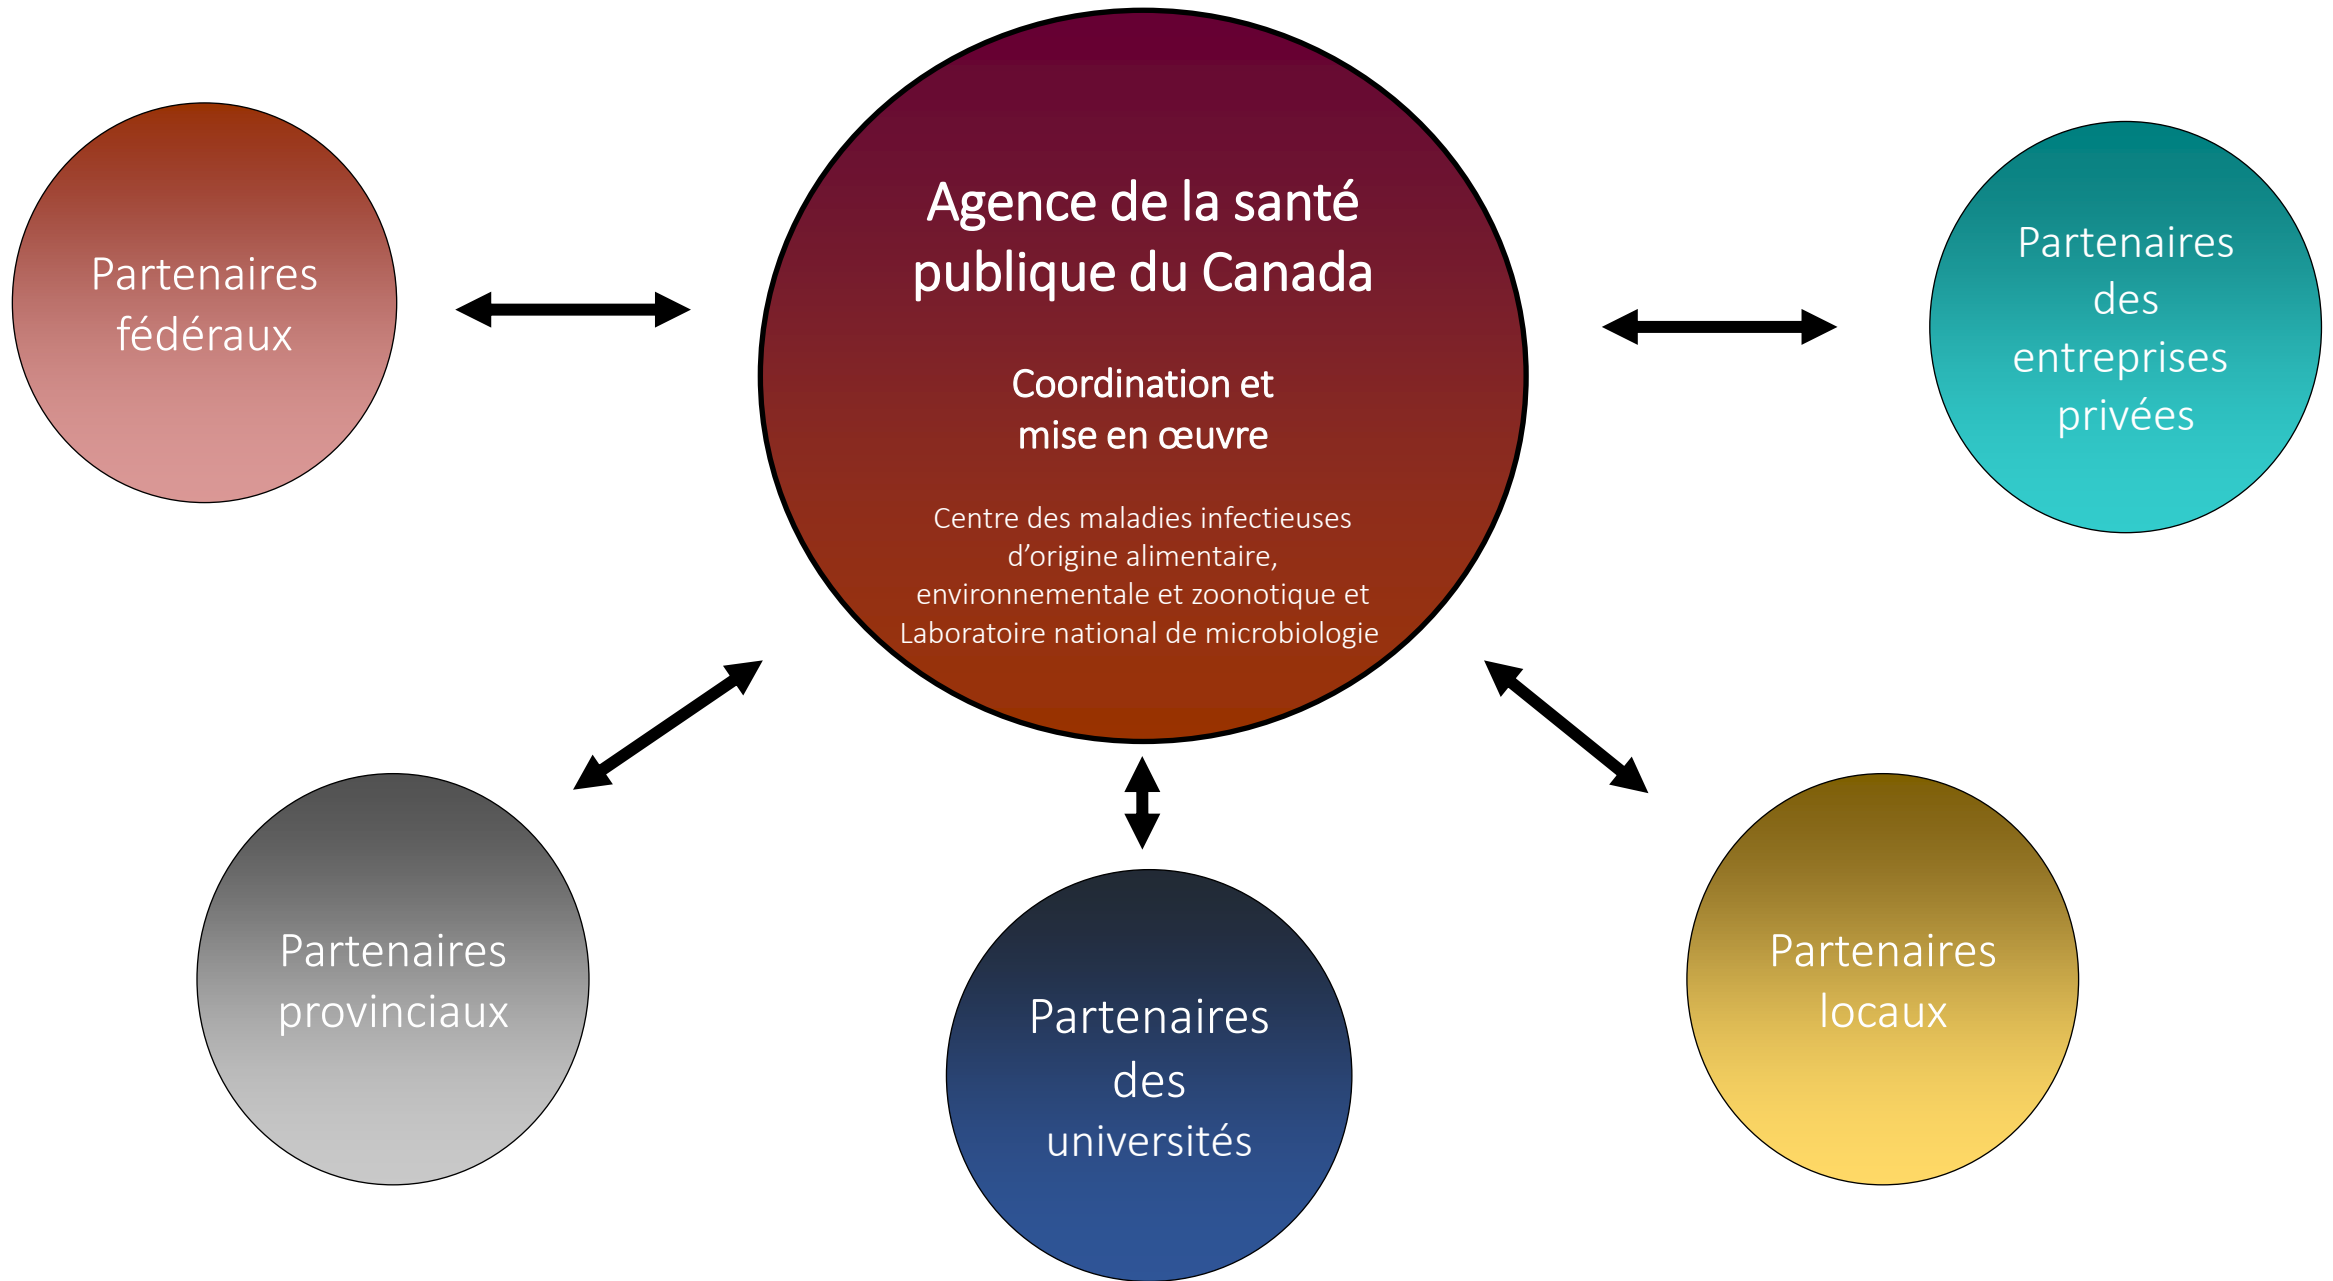 Agence de la santé
publique du Canada
Coordination et
mise en œuvre
Centre des maladies infectieuses
d’origine alimentaire,
environnementale et zoonotique et
Laboratoire national de microbiologie
Partenaires
fédéraux
Partenaires
des
entreprises
privées
Partenaires
provinciaux
Partenaires
des
universités
Partenaires
locaux